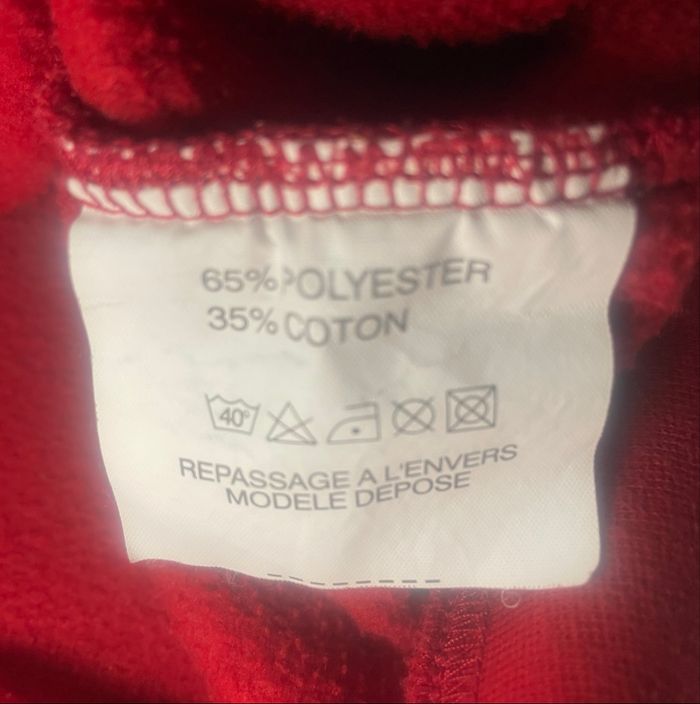 65% POLYESTER
35% COTON
40°
REPASSAGE A L'ENVERS
MODELE DEPOSE